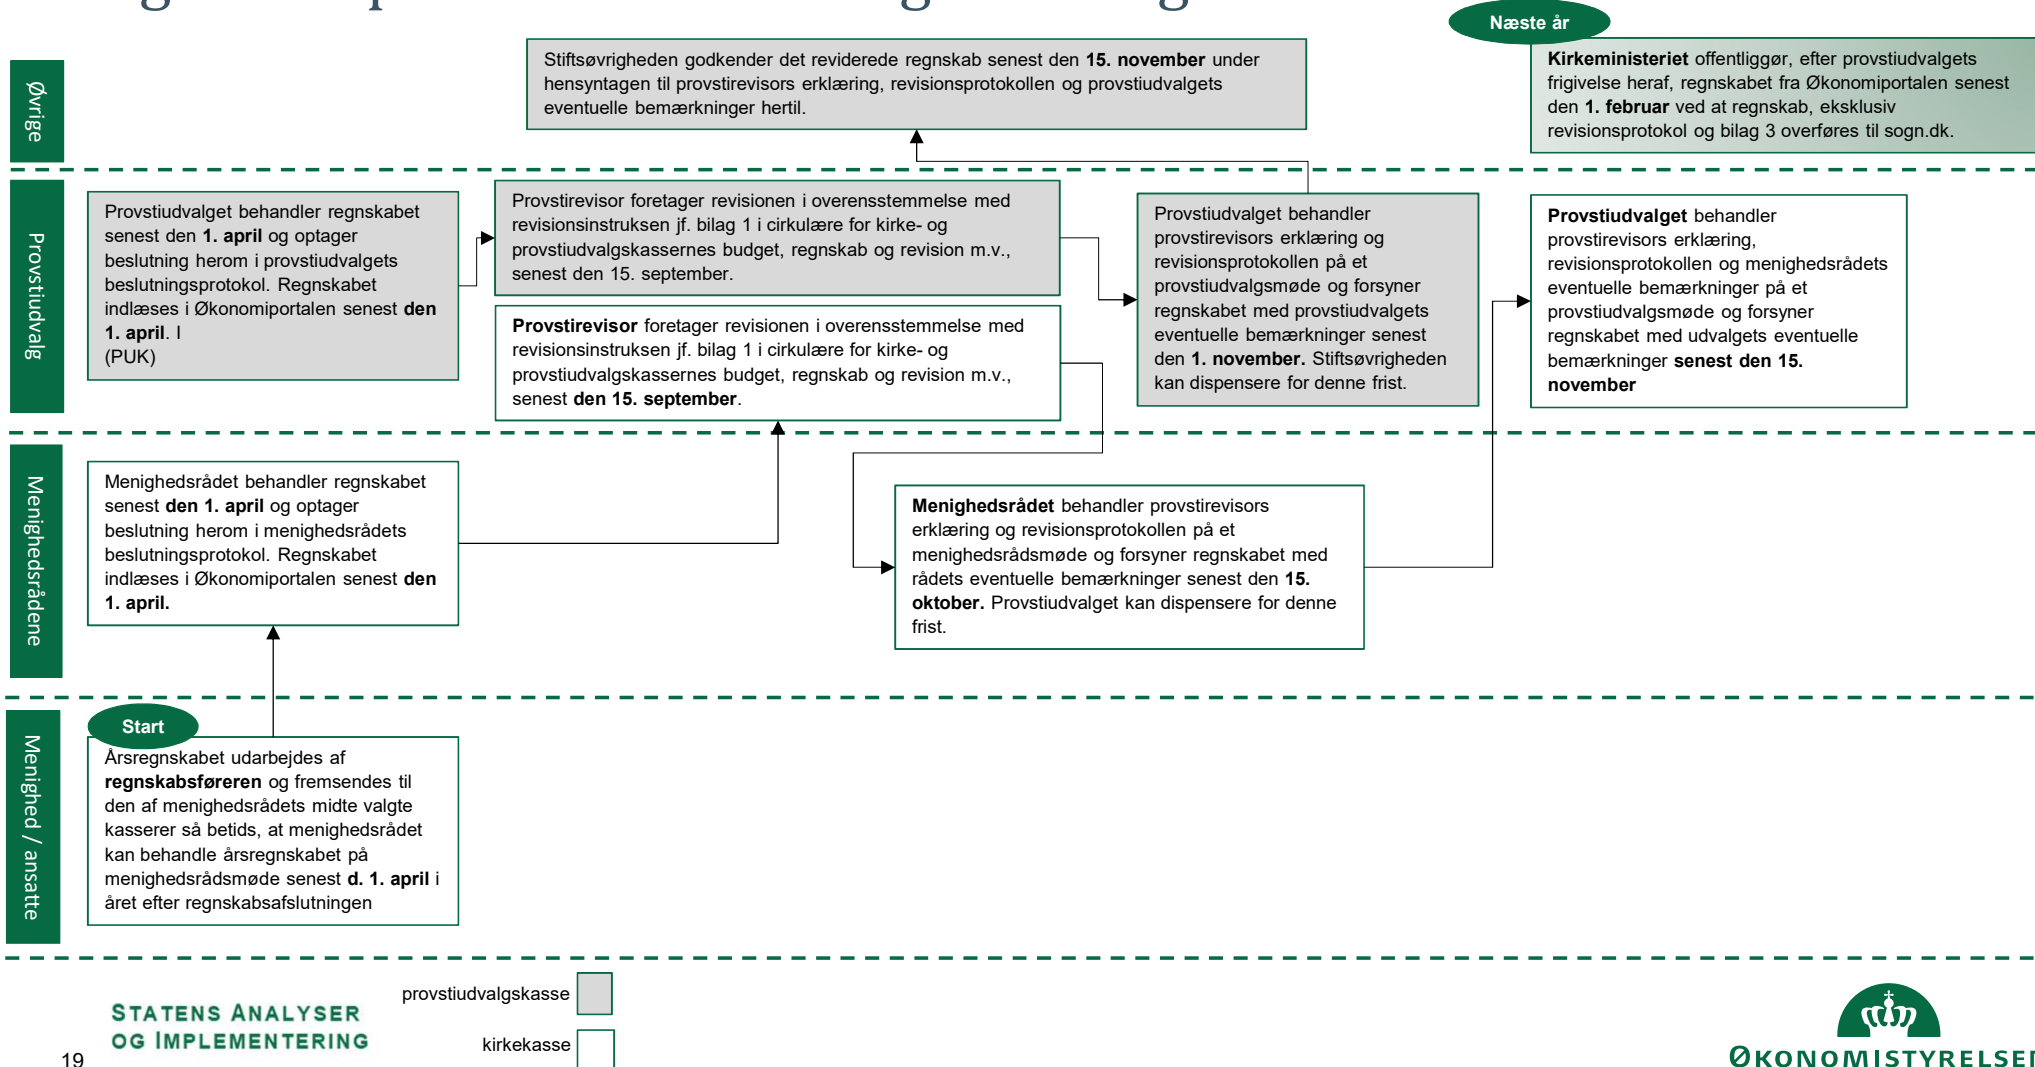 Næste år
Øvrige
Stiftsøvrigheden godkender det reviderede regnskab senest den 15. november under
hensyntagen til provstirevisors erklæring, revisionsprotokollen og provstiudvalgets
eventuelle bemærkninger hertil.
Kirkeministeriet offentliggør, efter provstiudvalgets
frigivelse heraf, regnskabet fra Økonomiportalen senest
den 1. februar ved at regnskab, eksklusiv
revisionsprotokol og bilag 3 overføres til sogn.dk.
Provstiudvalg
Provstiudvalget behandler regnskabet
senest den 1. april og optager
beslutning herom i provstiudvalgets
beslutningsprotokol. Regnskabet
indlæses i Økonomiportalen senest den
1. april. I
(PUK)
Provstirevisor foretager revisionen i overensstemmelse med
revisionsinstruksen jf. bilag 1 i cirkulære for kirke- og
provstiudvalgskassernes budget, regnskab og revision m.v.,
senest den 15. september.
Provstirevisor foretager revisionen i overensstemmelse med
revisionsinstruksen jf. bilag 1 i cirkulære for kirke- og
provstiudvalgskassernes budget, regnskab og revision m.v.,
senest den 15. september.
Provstiudvalget behandler
provstirevisors erklæring og
revisionsprotokollen på et
provstiudvalgsmøde og forsyner
regnskabet med provstiudvalgets
eventuelle bemærkninger senest
den 1. november. Stiftsøvrigheden
kan dispensere for denne frist.
Provstiudvalget behandler
provstirevisors erklæring,
revisionsprotokollen og menighedsrådets
eventuelle bemærkninger på et
provstiudvalgsmøde og forsyner
regnskabet med udvalgets eventuelle
bemærkninger senest den 15.
november
Menighedsrådene
Menighedsrådet behandler regnskabet
senest den 1. april og optager
beslutning herom i menighedsrådets
beslutningsprotokol. Regnskabet
indlæses i Økonomiportalen senest den
1. april.
Menighedsrådet behandler provstirevisors
erklæring og revisionsprotokollen på et
menighedsrådsmøde og forsyner regnskabet med
rådets eventuelle bemærkninger senest den 15.
oktober. Provstiudvalget kan dispensere for denne
frist.
Menighed / ansatte
Start
Årsregnskabet udarbejdes af
regnskabsføreren og fremsendes til
den af menighedsrådets midte valgte
kasserer så betids, at menighedsrådet
kan behandle årsregnskabet på
menighedsrådsmøde senest d. 1. april i
året efter regnskabsafslutningen
provstiudvalgskasse
kirkekasse
STATENS ANALYSER
OG IMPLEMENTERING
19
ØKONOMISTYRELSEN